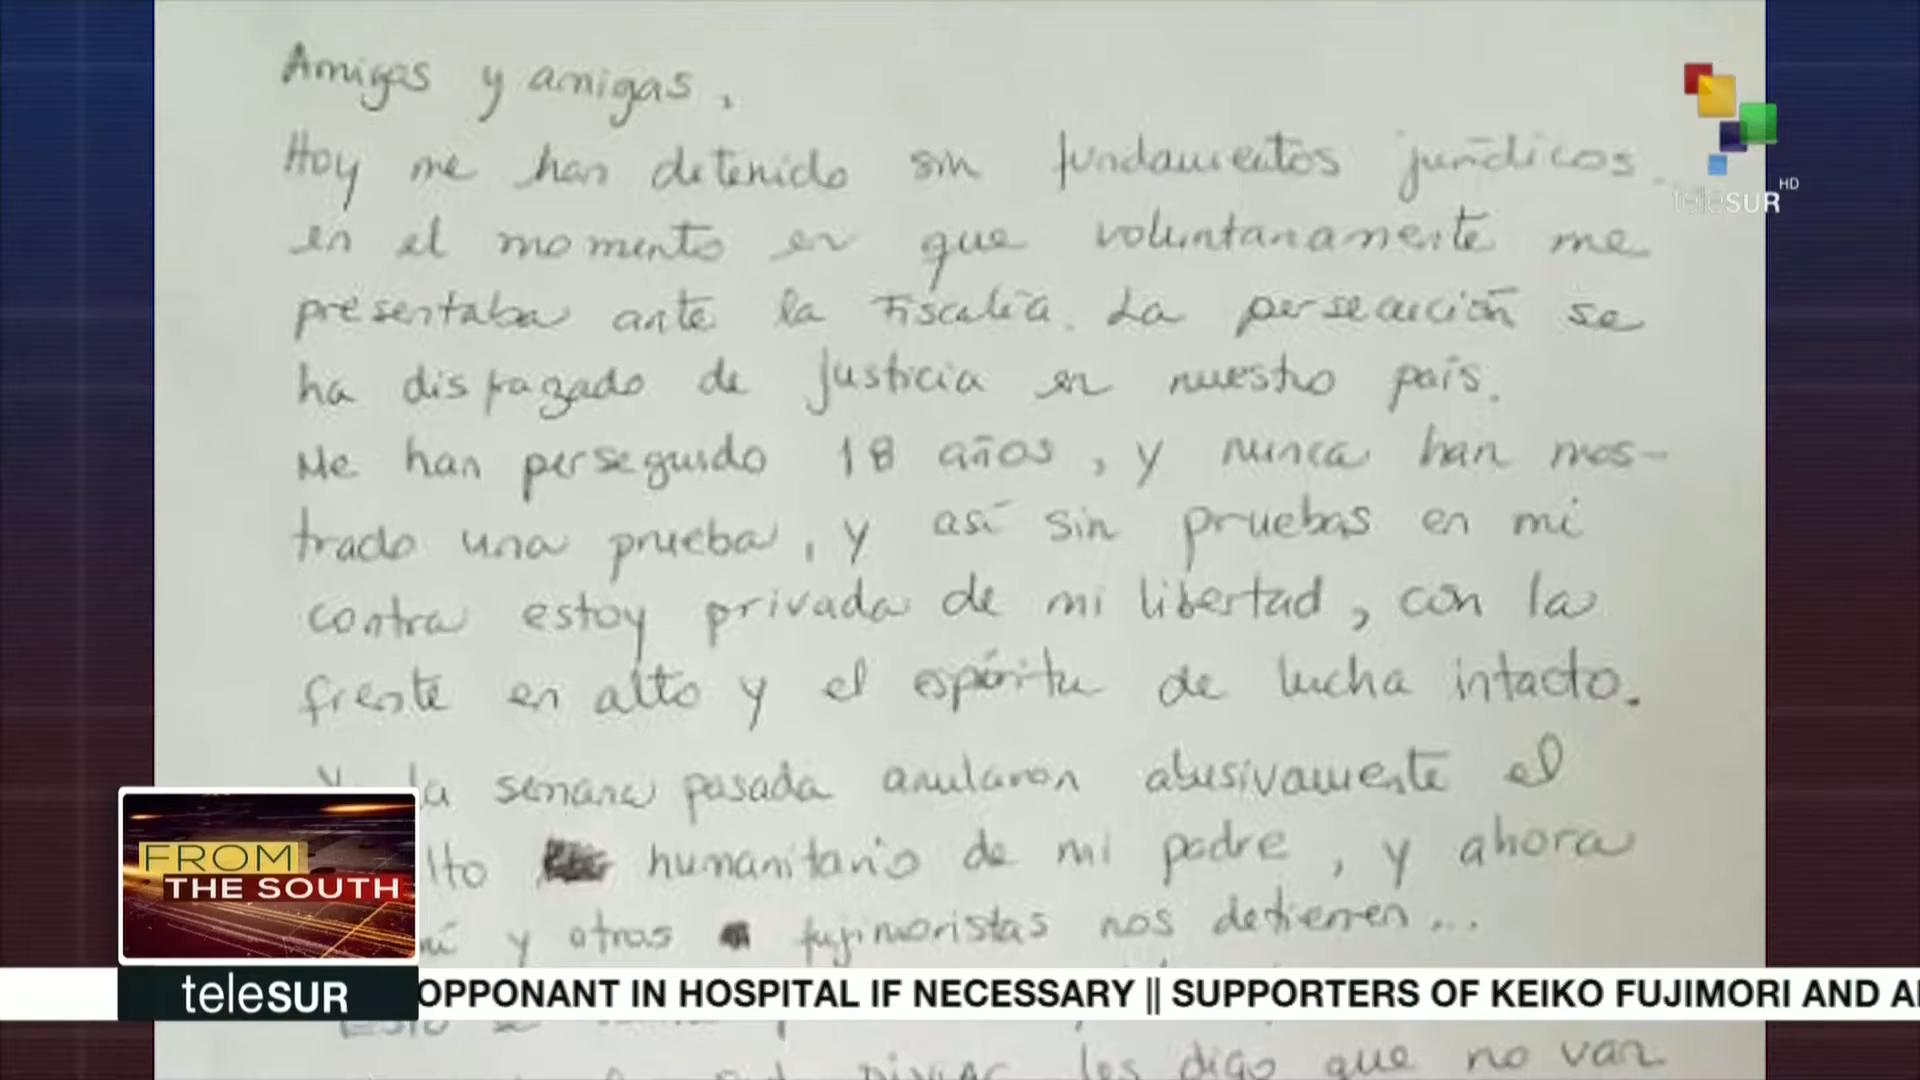 Amigos y amigas,
Hoy me han detenido sin fundamentos jurídicos.
en el momento en que voluntariamente me
presentaba ante la Fiscalía. La persecución se
ha disfrazado de justicia en nuestro país.
Me han perseguido 18 años, y nunca han mos-
trado una prueba, y así sin pruebas en mi
contra estoy privada de mi libertad, con la
frente en alto y el espíritu de lucha intacto.
Y la semana pasada anularon abusivamente el
lto humanitario de mi padre, y ahora
mí y otros fujimoristas nos detienen...
les digo que no van
teleSUR HD
FROM
THE SOUTH
teleSUR
OPPONANT IN HOSPITAL IF NECESSARY || SUPPORTERS OF KEIKO FUJIMORI AND